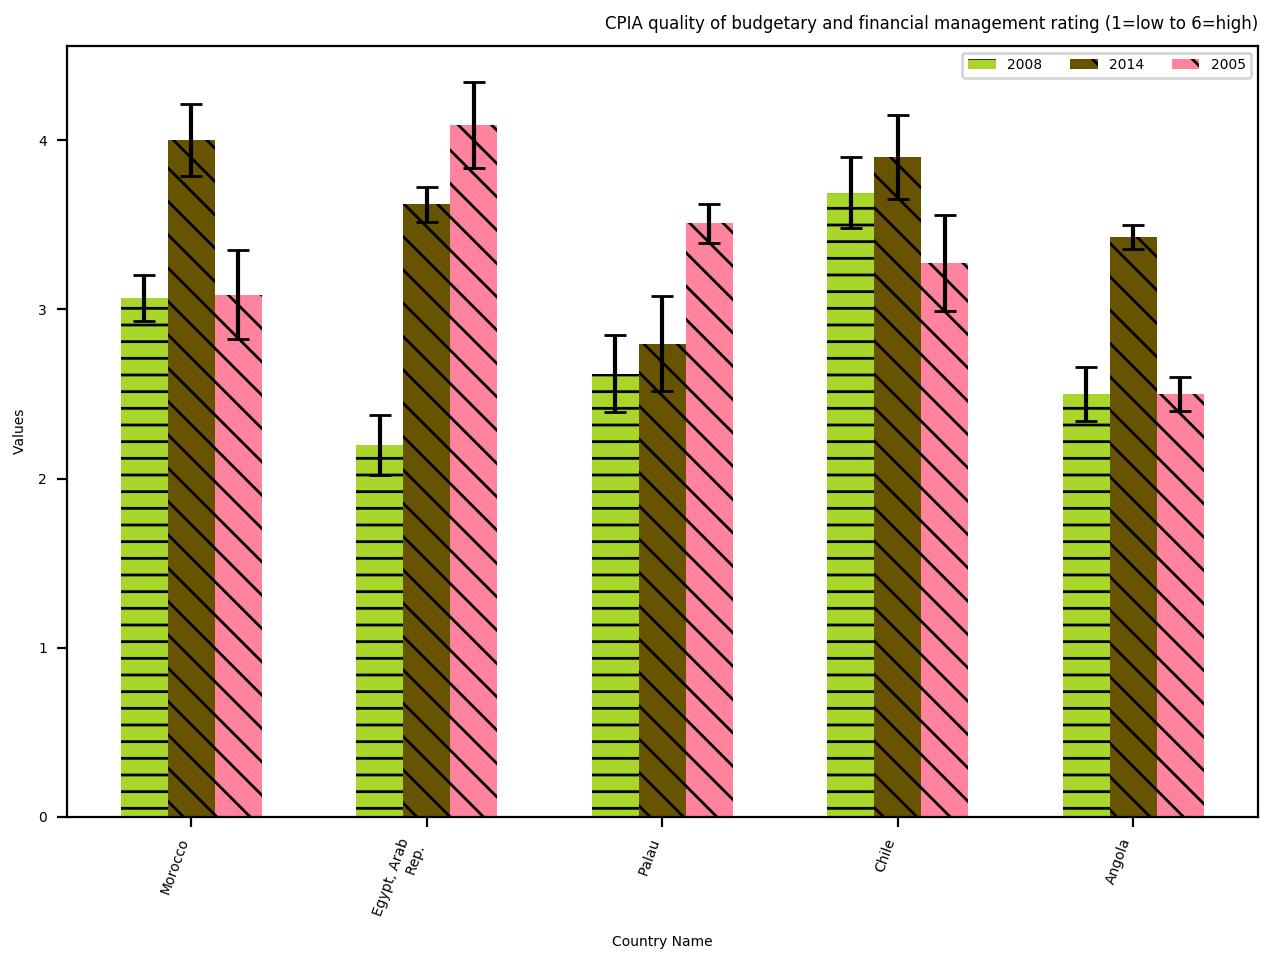 CPIA quality of budgetary and financial management rating (1=low to 6=high)
2008
2014
2005
4
3
2
1
0
Values
Morocco
Egypt, Arab
Rep.
Palau
Chile
Angola
Country Name